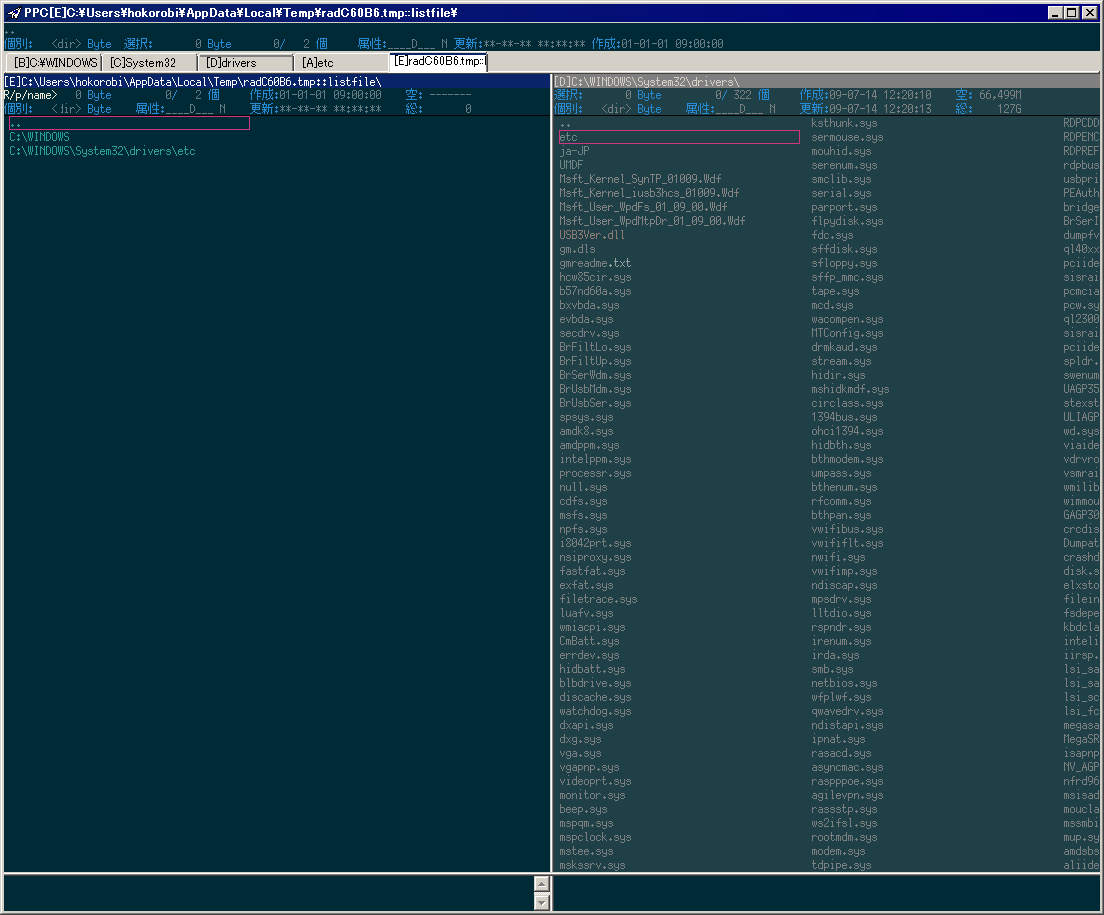 PPC[E]C:¥Users¥hokorobi¥AppData¥Local¥Temp¥radC60B6.tmp::listfile¥
..
個別: <dir> Byte 選択: 0 Byte 0/ 2 個 属性:____D___ N 更新:**-**-** **:**:** 作成:01-01-01 09:00:00
[B]C:¥WINDOWS [C]System32 [D]drivers [A]etc [E]radC60B6.tmp::l
[E]C:\Users\hokorobi\AppData\Local\Temp\radC60B6.tmp::listfile\
R/p/name> 0 Byte 0/ 2 個 作成:01-01-01 09:00:00 空: -------
個別: <dir> Byte 属性:____D___ N 更新:**-**-** **:**:** 総: 0
..
C:\WINDOWS
C:\WINDOWS\System32\drivers\etc
[D]C:\WINDOWS\System32\drivers\
選択: 0 Byte 0/ 322 個 作成:09-07-14 12:20:10 空: 66.499M
個別: <dir> Byte 属性:____D___ N 更新:09-07-14 12:20:13 総: 127G
..
etc
ja-JP
UMDF
Msft_Kernel_SynTP_01009.Wdf
Msft_Kernel_iusb3hcs_01009.Wdf
Msft_User_WpdFs_01_09_00.Wdf
Msft_User_WpdMtpDr_01_09_00.Wdf
USB3Ver.dll
gm.dls
gmreadme.txt
hcw85cir.sys
b57nd60a.sys
bxvbda.sys
evbda.sys
secdrv.sys
BrFiltLo.sys
BrFiltUp.sys
BrSerWdm.sys
BrUsbMdm.sys
BrUsbSer.sys
spsys.sys
amdk8.sys
amdppm.sys
intelppm.sys
processr.sys
null.sys
cdfs.sys
msfs.sys
npfs.sys
i8042prt.sys
nsiproxy.sys
fastfat.sys
exfat.sys
filetrace.sys
luafv.sys
wmiacpi.sys
CmBatt.sys
errdev.sys
hidbatt.sys
blbdrive.sys
discache.sys
watchdog.sys
dxapi.sys
dxg.sys
vga.sys
vgapnp.sys
videoprt.sys
monitor.sys
beep.sys
mspqm.sys
mspclock.sys
mstee.sys
mskssrv.sys
ksthunk.sys
sermouse.sys
mouhid.sys
serenum.sys
smclib.sys
serial.sys
parport.sys
flpydisk.sys
fdc.sys
sffdisk.sys
sfloppy.sys
sffp_mmc.sys
tape.sys
mcd.sys
wacompen.sys
MTConfig.sys
drmkaud.sys
stream.sys
hidir.sys
mshidkmdf.sys
circlass.sys
1394bus.sys
ohci1394.sys
hidbth.sys
bthmodem.sys
umpass.sys
bthenum.sys
rfcomm.sys
bthpan.sys
vwifibus.sys
vwififlt.sys
nwifi.sys
vwifimp.sys
ndiscap.sys
mpsdrv.sys
lltdio.sys
rspndr.sys
irenum.sys
irda.sys
smb.sys
netbios.sys
wfplwf.sys
qwavedrv.sys
ndistapi.sys
ipnat.sys
rasacd.sys
asyncmac.sys
raspppoe.sys
agilevpn.sys
rassstp.sys
ws2ifsl.sys
rootmdm.sys
modem.sys
tdpipe.sys
RDPCDD
RDPENC
RDPREF
rdpbus
usbpri
PEAuth
bridge
BrSerI
dumpfv
ql40xx
pciide
sisrai
pcmcia
pcw.sy
ql2300
sisrai
pciide
spldr.
swenum
UAGP35
stexst
ULIAGP
wd.sys
viaide
vdrvro
vsmrai
wmilib
wimmou
GAGP30
crcdis
Dumpat
crashd
disk.s
elxsto
filein
fsdepe
kbdcla
inteli
iirsp.
lsi_sa
lsi_sa
lsi_sc
lsi_fc
megasa
MegaSR
isapnp
NV_AGP
nfrd96
msisad
moucla
mssmbi
mup.sy
amdsbs
aliide